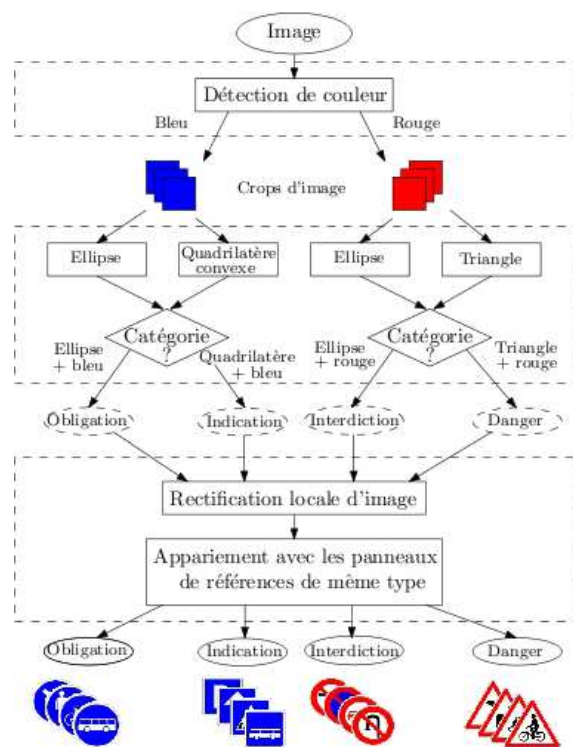 Image
Détection de couleur
Bleu
Rouge
Crops d'image
Ellipse
Quadrilatère
convexe
Ellipse
Triangle
Catégorie
?
Catégorie
?
Ellipse
+ bleu
Quadrilatère
+ bleu
Ellipse
+ rouge
Triangle
+ rouge
Obligation
Indication
Interdiction
Danger
Rectification locale d'image
Appariement avec les panneaux
de références de même type
Obligation
Indication
Interdiction
Danger